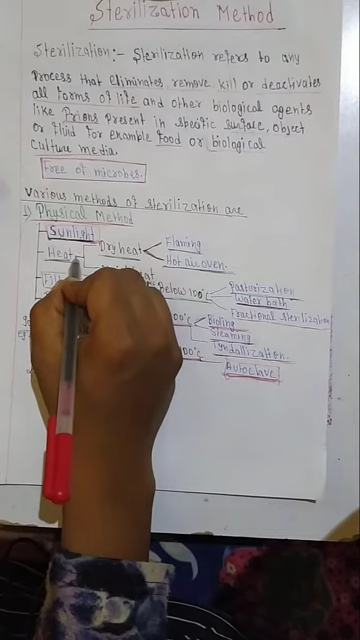 Sterilization Method
Sterilization :- Sterilization refers to any
Process that eliminates remove kill or deactivates
all forms of life and other biological agents
like Prions present in specific surface, object
or fluid for example food or biological
culture media.
Free of microbes.
Various methods of sterilization are
1) Physical Method
Sunlight
Heat
Dry heat
Flaming
Hot air oven.
Below 100°c
Pasturization
Water bath
Fractional sterilization
Boiling
Steaming
Tyndallization.
Autoclave